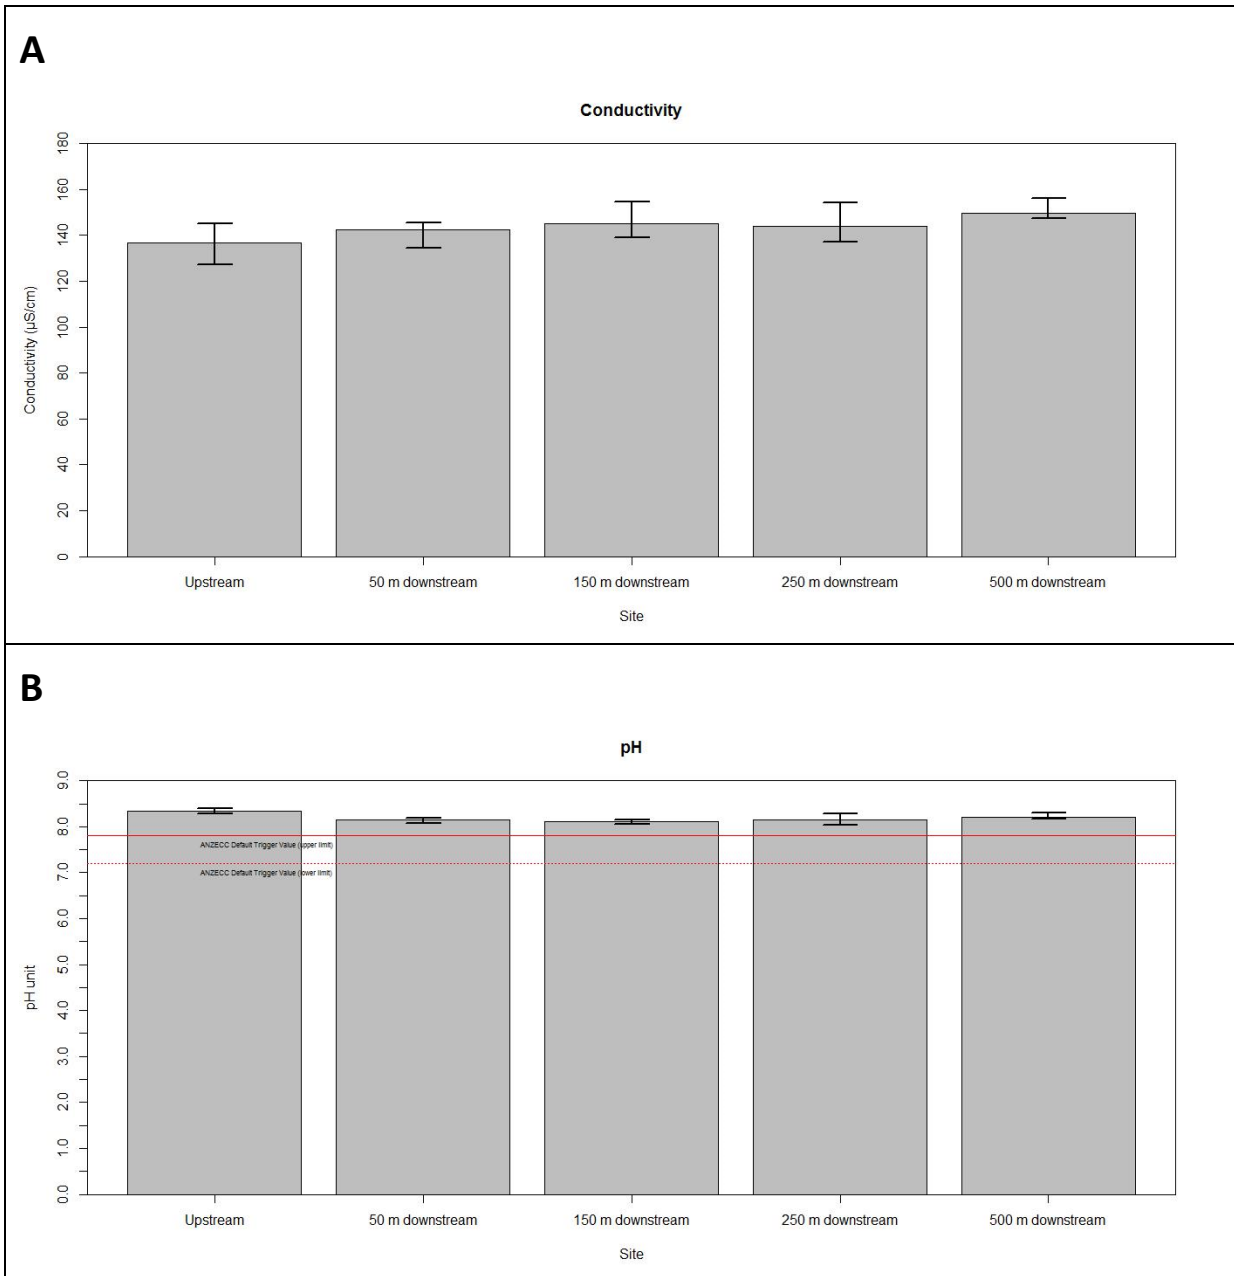 A
Conductivity
Conductivity (µS/cm)
180
160
140
120
100
80
60
40
20
0
Upstream
50 m downstream
150 m downstream
250 m downstream
500 m downstream
Site
B
pH
pH unit
9.0
8.0
7.0
6.0
5.0
4.0
3.0
2.0
1.0
0.0
ANZECC Default Trigger Value (upper limit)
ANZECC Default Trigger Value (lower limit)
Upstream
50 m downstream
150 m downstream
250 m downstream
500 m downstream
Site